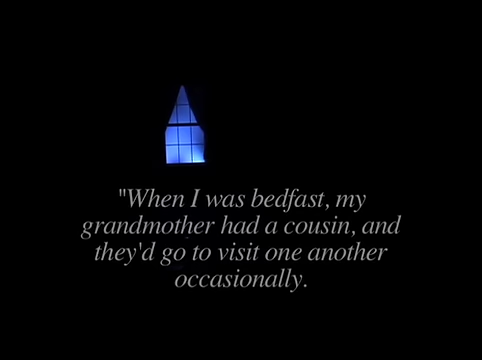 "When I was bedfast, my
grandmother had a cousin, and
they'd go to visit one another
occasionally.